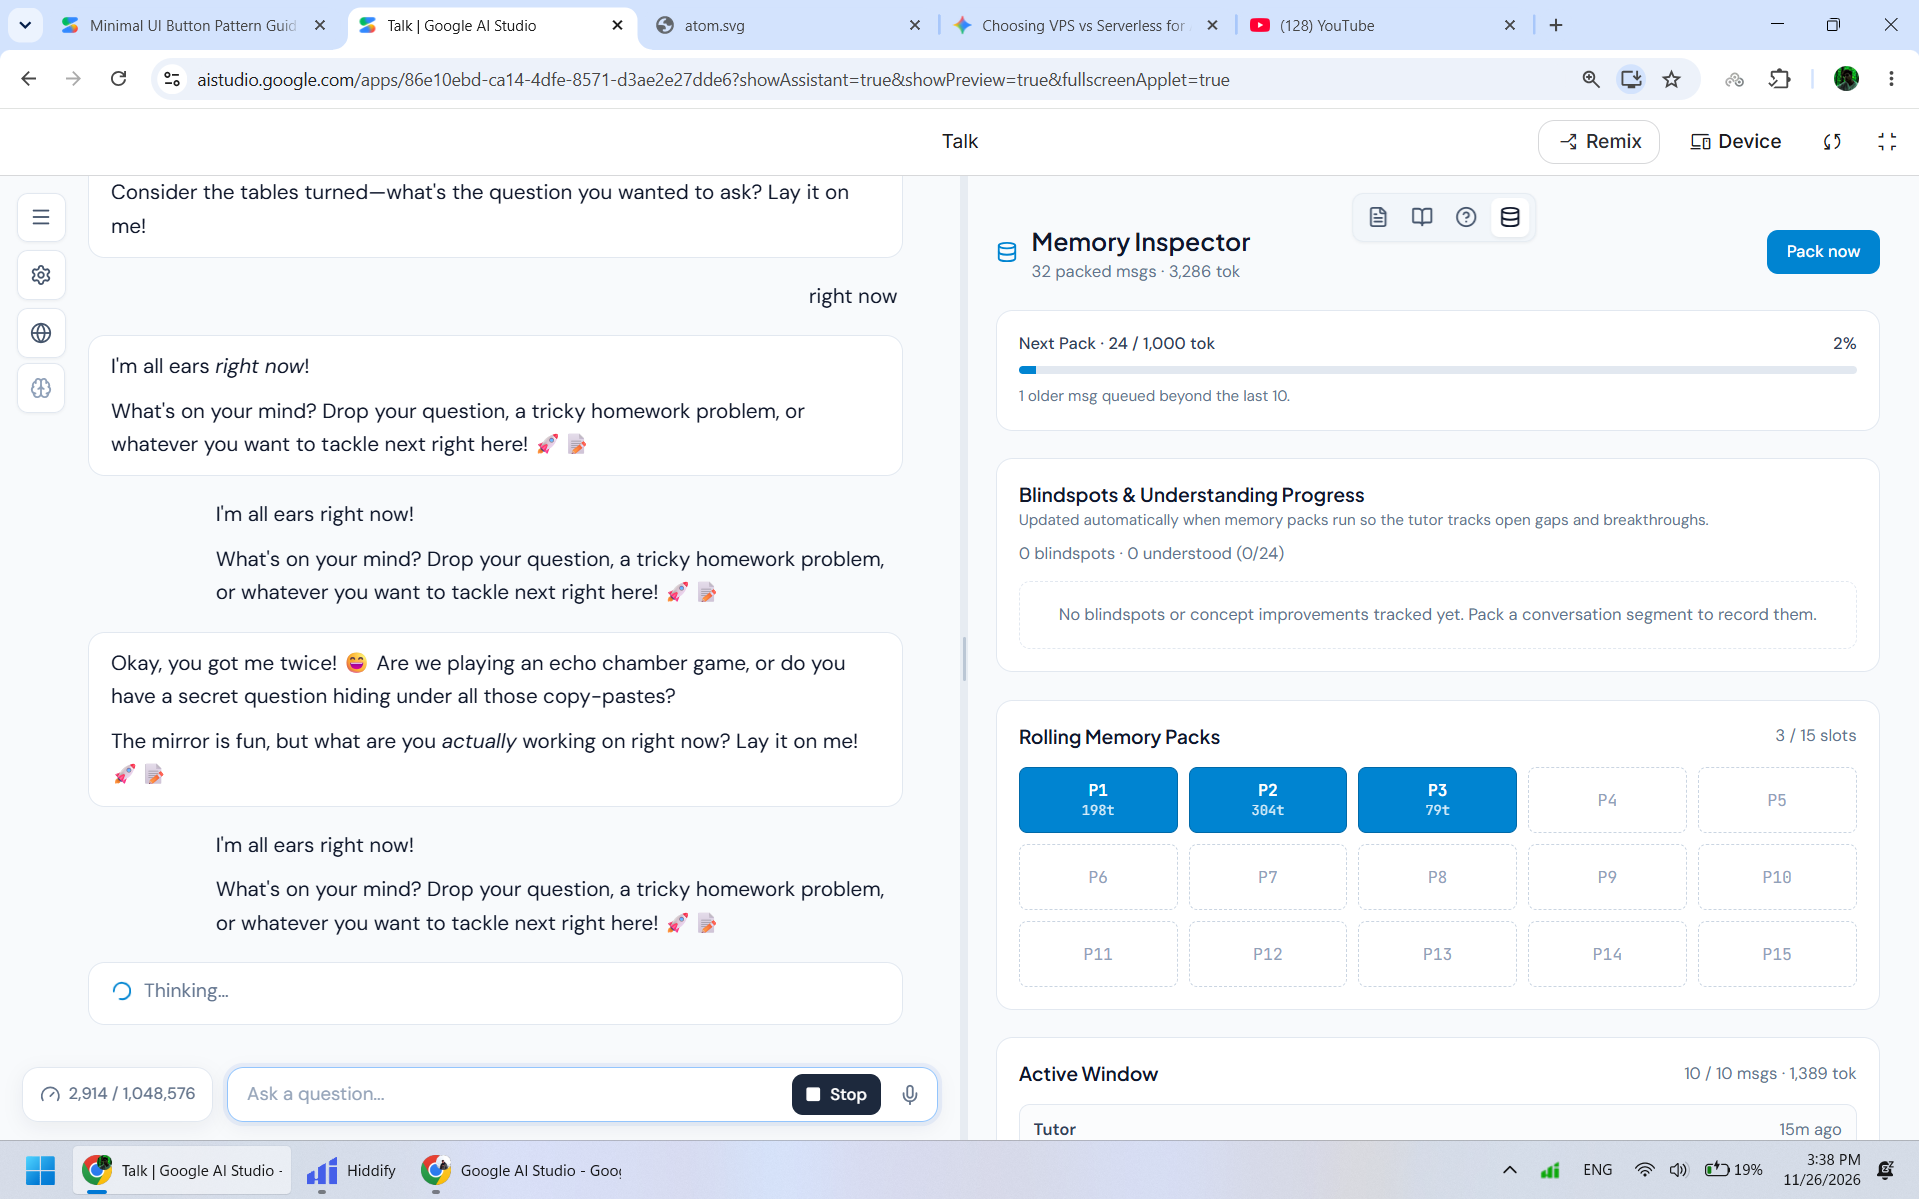 Minimal UI Button Pattern Guid
Talk | Google AI Studio
atom.svg
Choosing VPS vs Serverless for
(128) YouTube
aistudio.google.com/apps/86e10ebd-ca14-4dfe-8571-d3ae2e27dde6?showAssistant=true&showPreview=true&fullscreenApplet=true
Talk
Remix
Device
Consider the tables turned—what's the question you wanted to ask? Lay it on
me!
right now
I'm all ears right now!
What's on your mind? Drop your question, a tricky homework problem, or
whatever you want to tackle next right here! 🚀 📝
I'm all ears right now!
What's on your mind? Drop your question, a tricky homework problem,
or whatever you want to tackle next right here! 🚀 📝
Okay, you got me twice! 😄 Are we playing an echo chamber game, or do you
have a secret question hiding under all those copy-pastes?
The mirror is fun, but what are you actually working on right now? Lay it on me!
🚀 📝
I'm all ears right now!
What's on your mind? Drop your question, a tricky homework problem,
or whatever you want to tackle next right here! 🚀 📝
Thinking...
2,914 / 1,048,576
Ask a question...
Stop
Memory Inspector
32 packed msgs · 3,286 tok
Pack now
Next Pack · 24 / 1,000 tok
2%
1 older msg queued beyond the last 10.
Blindspots & Understanding Progress
Updated automatically when memory packs run so the tutor tracks open gaps and breakthroughs.
0 blindspots · 0 understood (0/24)
No blindspots or concept improvements tracked yet. Pack a conversation segment to record them.
Rolling Memory Packs
3 / 15 slots
P1
198t
P2
304t
P3
79t
P4
P5
P6
P7
P8
P9
P10
P11
P12
P13
P14
P15
Active Window
10 / 10 msgs · 1,389 tok
Tutor
15m ago
Talk | Google AI Studio -
Hiddify
Google AI Studio - Goo
ENG
19%
3:38 PM
11/26/2026